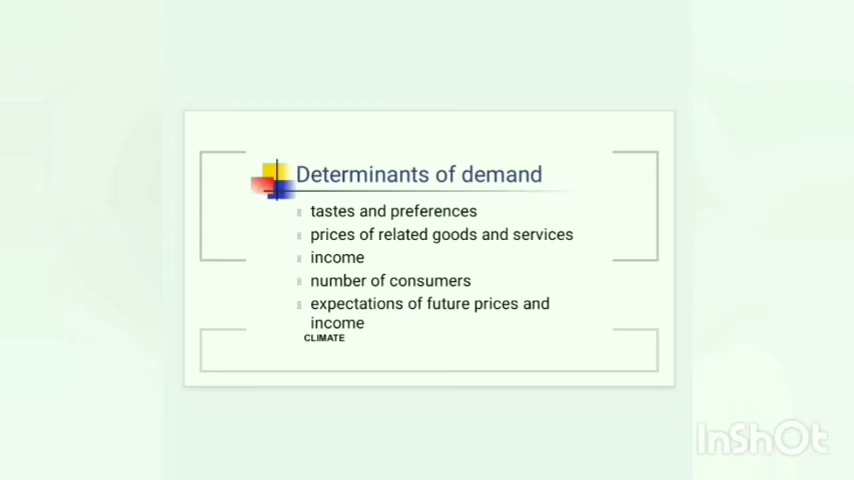 Determinants of demand
tastes and preferences
prices of related goods and services
income
number of consumers
expectations of future prices and
income
CLIMATE
InShOt